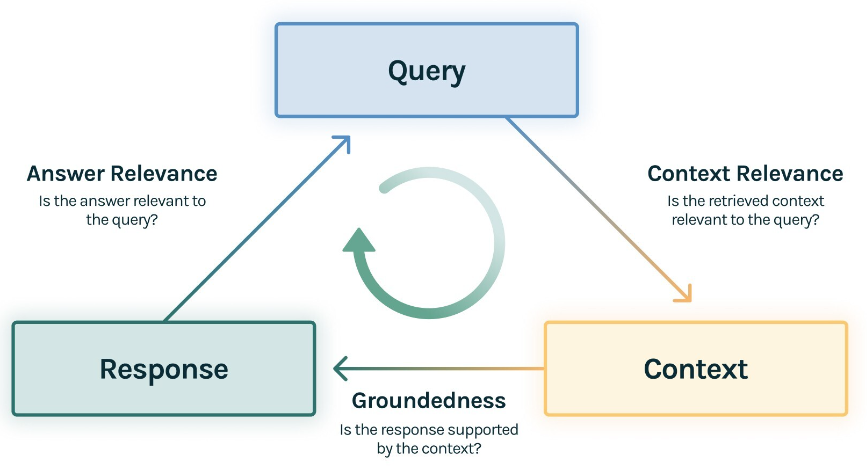 Query
Answer Relevance
Is the answer relevant to
the query?
Context Relevance
Is the retrieved context
relevant to the query?
Response
Context
Groundedness
Is the response supported
by the context?